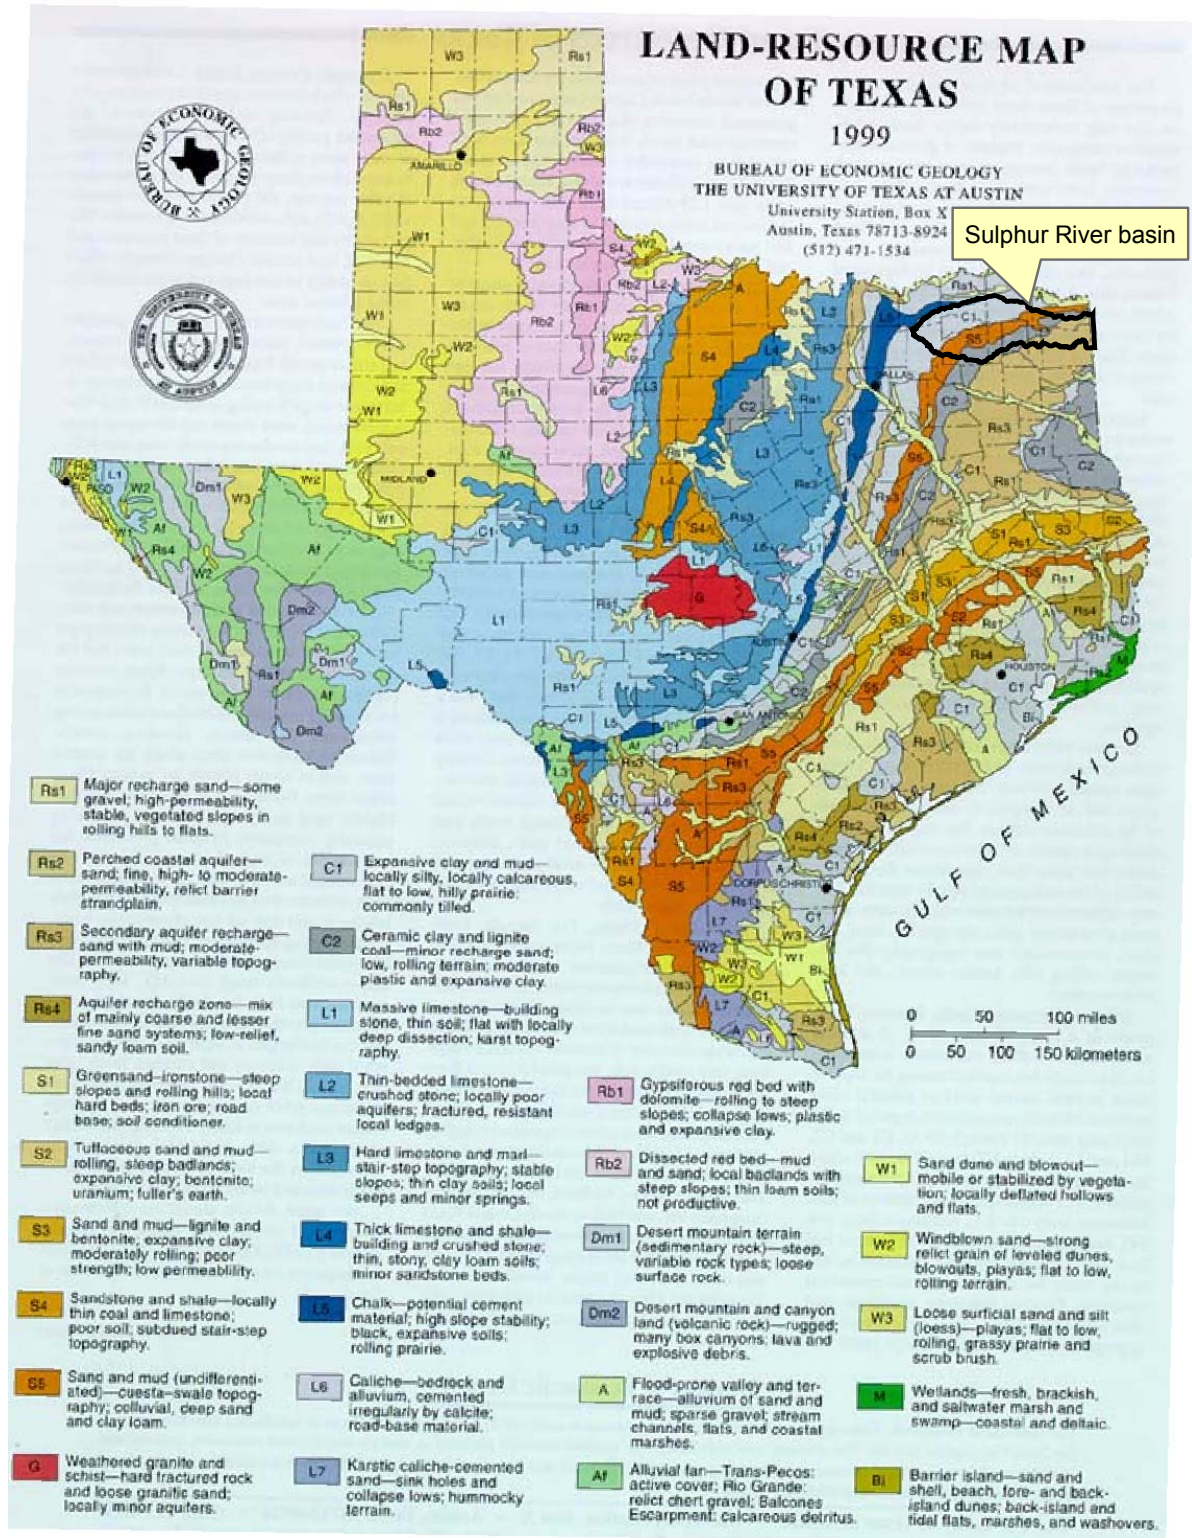 LAND-RESOURCE MAP
OF TEXAS
1999
BUREAU OF ECONOMIC GEOLOGY
THE UNIVERSITY OF TEXAS AT AUSTIN
University Station, Box X
Austin, Texas 78713-8924
(512) 471-1534
Sulphur River basin
BUREAU OF ECONOMIC GEOLOGY
AMARILLO
MIDLAND
EL PASO
DALLAS
AUSTIN
SAN ANTONIO
HOUSTON
CORPUS CHRISTI
GULF OF MEXICO
0 50 100 miles
0 50 100 150 kilometers
Rs1 Major recharge sand—some
gravel; high-permeability,
stable, vegetated slopes in
rolling hills to flats.
Rs2 Perched coastal aquifer—
sand; fine, high- to moderate-
permeability, relict barrier
strandplain.
Rs3 Secondary aquifer recharge—
sand with mud; moderate-
permeability, variable topog-
raphy.
Rs4 Aquifer recharge zone—mix
of mainly coarse and lesser
fine sand systems; low-relief,
sandy loam soil.
S1 Greensand-ironstone—steep
slopes and rolling hills; local
hard beds; iron ore; road
base; soil conditioner.
S2 Tuffaceous sand and mud—
rolling, steep badlands;
expansive clay; bentonite;
uranium; fuller's earth.
S3 Sand and mud—lignite and
bentonite; expansive clay;
moderately rolling; poor
strength; low permeablility.
S4 Sandstone and shale—locally
thin coal and limestone;
poor soil; subdued stair-step
topography.
S5 Sand and mud (undifferenti-
ated)—cuesta-swale topog-
raphy; colluvial, deep sand
and clay loam.
G Weathered granite and
schist—hard fractured rock
and loose granitic sand;
locally minor aquifers.
C1 Expansive clay and mud—
locally silty, locally calcareous,
flat to low, hilly prairie;
commonly tilled.
C2 Ceramic clay and lignite
coal—minor recharge sand;
low, rolling terrain; moderate
plastic and expansive clay.
L1 Massive limestone—building
stone, thin soil; flat with locally
deep dissection; karst topog-
raphy.
L2 Thin-bedded limestone—
crushed stone; locally poor
aquifers; fractured, resistant
local ledges.
L3 Hard limestone and marl—
stair-step topography; stable
slopes; thin clay soils; local
seeps and minor springs.
L4 Thick limestone and shale—
building and crushed stone;
thin, stony, clay loam soils;
minor sandstone beds.
L5 Chalk—potential cement
material; high slope stability;
black, expansive soils;
rolling prairie.
L6 Caliche—bedrock and
alluvium, cemented
irregularly by calcite;
road-base material.
L7 Karstic caliche-cemented
sand—sink holes and
collapse lows; hummocky
terrain.
Rb1 Gypsiferous red bed with
dolomite—rolling to steep
slopes; collapse lows; plastic
and expansive clay.
Rb2 Dissected red bed—mud
and sand; local badlands with
steep slopes; thin loam soils;
not productive.
Dm1 Desert mountain terrain
(sedimentary rock)—steep,
variable rock types; loose
surface rock.
Dm2 Desert mountain and canyon
land (volcanic rock)—rugged;
many box canyons; lava and
explosive debris.
A Flood-prone valley and ter-
race—alluvium of sand and
mud; sparse gravel; stream
channels, flats, and coastal
marshes.
Af Alluvial fan—Trans-Pecos:
active cover; Rio Grande:
relict chert gravel; Balcones
Escarpment: calcareous detritus.
W1 Sand dune and blowout—
mobile or stabilized by vegeta-
tion; locally deflated hollows
and flats.
W2 Windblown sand—strong
relict grain of leveled dunes,
blowouts, playas; flat to low,
rolling terrain.
W3 Loose surficial sand and silt
(loess)—playas; flat to low,
rolling, grassy prairie and
scrub brush.
M Wetlands—fresh, brackish,
and saltwater marsh and
swamp—coastal and deltaic.
Bi Barrier island—sand and
shell, beach, fore- and back-
island dunes; back-island and
tidal flats, marshes, and washovers.